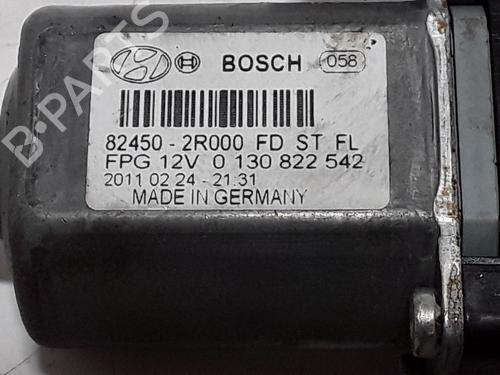 BOSCH 058
82450-2R000 FD ST FL
FPG 12V 0 130 822 542
2011 02 24 - 21:31
MADE IN GERMANY
B-PARTS